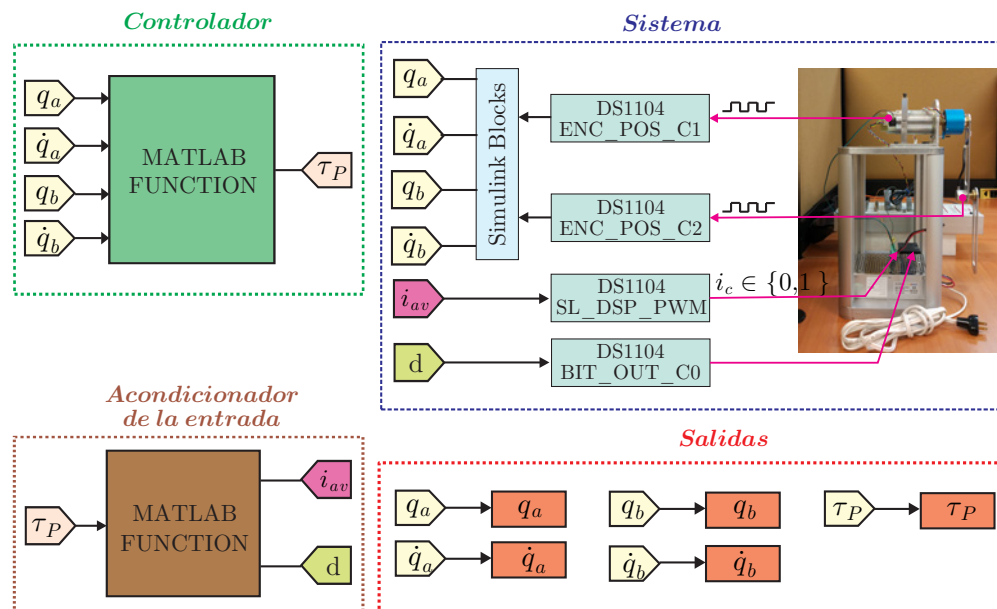 Controlador
q_a
q̇_a
q_b
q̇_b
MATLAB
FUNCTION
τ_P
Sistema
q_a
q̇_a
q_b
q̇_b
Simulink Blocks
DS1104
ENC_POS_C1
DS1104
ENC_POS_C2
i_av
DS1104
SL_DSP_PWM
i_c ∈ {0,1 }
d
DS1104
BIT_OUT_C0
Acondicionador
de la entrada
τ_P
MATLAB
FUNCTION
i_av
d
Salidas
q_a q_a
q_b q_b
τ_P τ_P
q̇_a q̇_a
q̇_b q̇_b